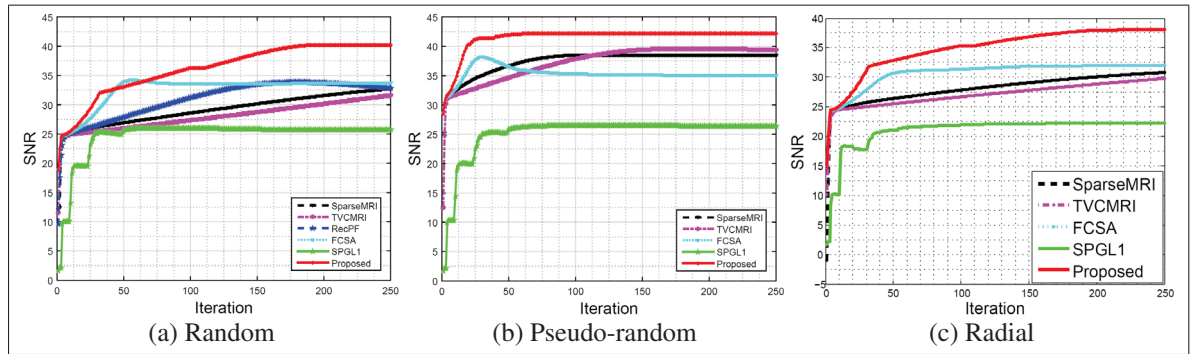 45
40
35
30
25
20
15
10
5
0
SNR
0 50 100 150 200 250
Iteration
SparseMRI
TVCMRI
RecPF
FCSA
SPGL1
Proposed
(a) Random
45
40
35
30
25
20
15
10
5
0
SNR
0 50 100 150 200 250
Iteration
SparseMRI
TVCMRI
FCSA
SPGL1
Proposed
(b) Pseudo-random
40
35
30
25
20
15
10
5
0
−5
SNR
0 50 100 150 200 250
Iteration
SparseMRI
TVCMRI
FCSA
SPGL1
Proposed
(c) Radial